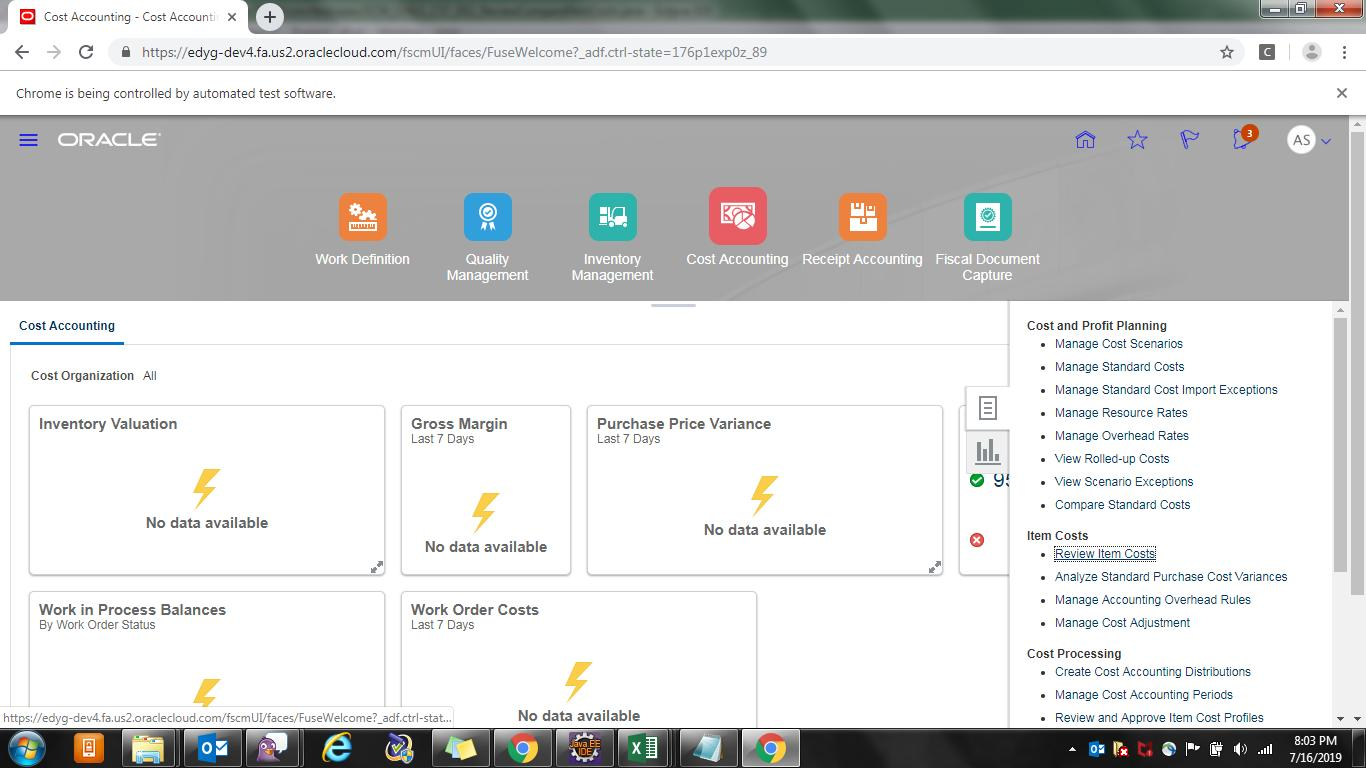 Cost Accounting - Cost Accountin
https://edyg-dev4.fa.us2.oraclecloud.com/fscmUI/faces/FuseWelcome?_adf.ctrl-state=176p1exp0z_89
C
Chrome is being controlled by automated test software.
ORACLE
3
AS
Work Definition
Quality
Management
Inventory
Management
Cost Accounting
Receipt Accounting
Fiscal Document
Capture
Cost Accounting
Cost Organization All
Inventory Valuation
No data available
Gross Margin
Last 7 Days
No data available
Purchase Price Variance
Last 7 Days
No data available
95
Work in Process Balances
By Work Order Status
Work Order Costs
Last 7 Days
No data available
Cost and Profit Planning
• Manage Cost Scenarios
• Manage Standard Costs
• Manage Standard Cost Import Exceptions
• Manage Resource Rates
• Manage Overhead Rates
• View Rolled-up Costs
• View Scenario Exceptions
• Compare Standard Costs
Item Costs
• Review Item Costs
• Analyze Standard Purchase Cost Variances
• Manage Accounting Overhead Rules
• Manage Cost Adjustment
Cost Processing
• Create Cost Accounting Distributions
• Manage Cost Accounting Periods
• Review and Approve Item Cost Profiles
https://edyg-dev4.fa.us2.oraclecloud.com/fscmUI/faces/FuseWelcome?_adf.ctrl-stat...
Java EE
IDE
8:03 PM
7/16/2019